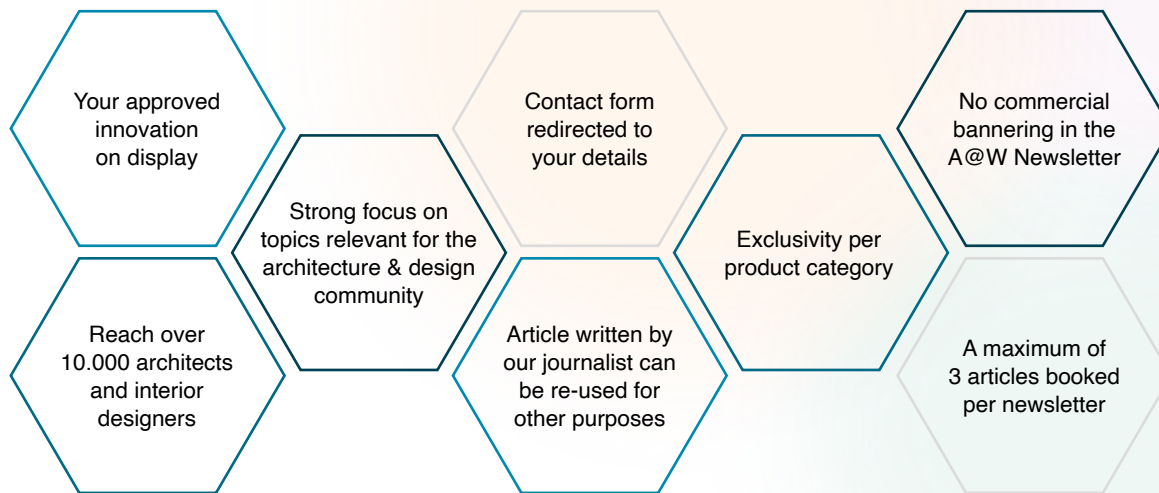 Your approved
innovation
on display
Strong focus on
topics relevant for the
architecture & design
community
Contact form
redirected to
your details
Exclusivity per
product category
No commercial
bannering in the
A@W Newsletter
Reach over
10.000 architects
and interior
designers
Article written by
our journalist can
be re-used for
other purposes
A maximum of
3 articles booked
per newsletter